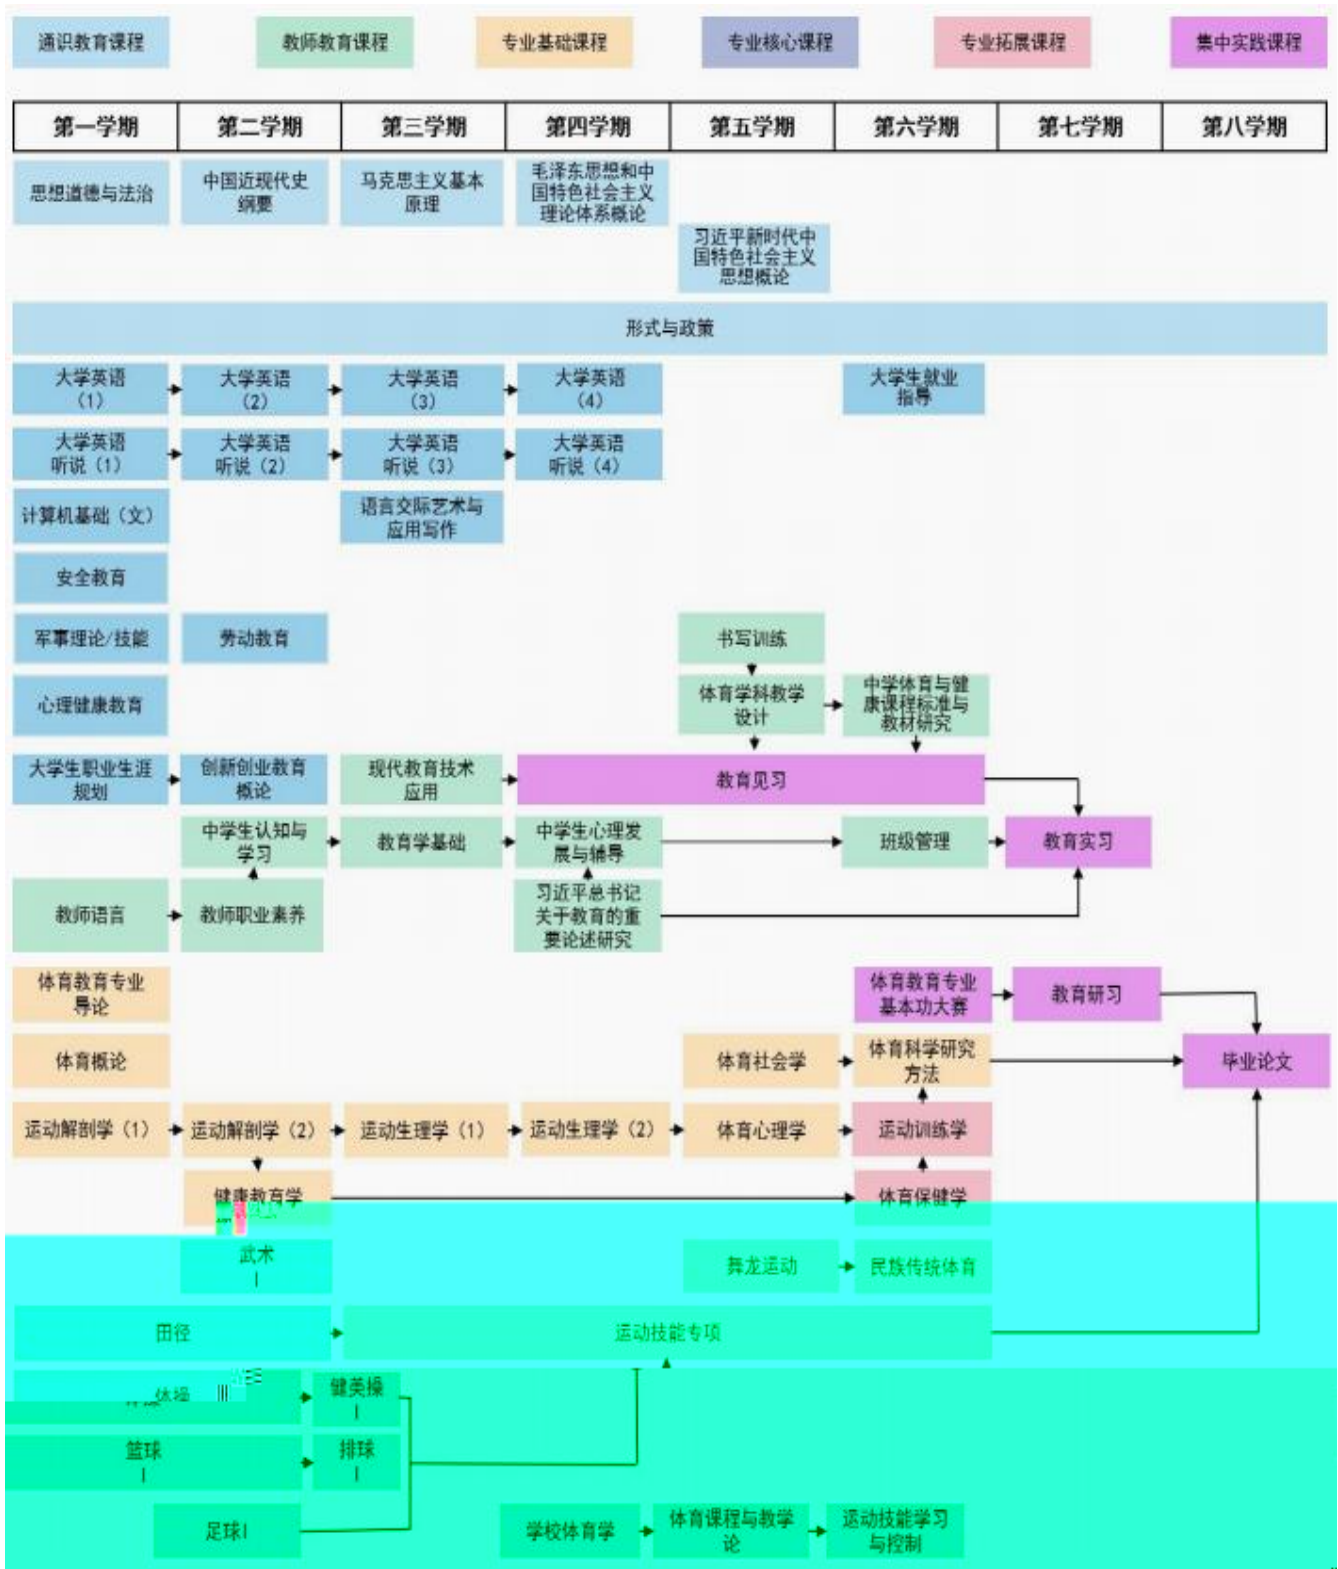 通识教育课程
教师教育课程
专业基础课程
专业核心课程
专业拓展课程
集中实践课程
第一学期
第二学期
第三学期
第四学期
第五学期
第六学期
第七学期
第八学期
思想道德与法治
中国近现代史
纲要
马克思主义基本
原理
毛泽东思想和中
国特色社会主义
理论体系概论
习近平新时代中
国特色社会主义
思想概论
形式与政策
大学英语
（1）
大学英语
（2）
大学英语
（3）
大学英语
（4）
大学生就业
指导
大学英语
听说（1）
大学英语
听说（2）
大学英语
听说（3）
大学英语
听说（4）
计算机基础（文）
语言交际艺术与
应用写作
安全教育
军事理论/技能
劳动教育
书写训练
心理健康教育
体育学科教学
设计
中学体育与健
康课程标准与
教材研究
大学生职业生涯
规划
创新创业教育
概论
现代教育技术
应用
教育见习
中学生认知与
学习
教育学基础
中学生心理发
展与辅导
班级管理
教育实习
教师语言
教师职业素养
习近平总书记
关于教育的重
要论述研究
体育教育专业
导论
体育教育专业
基本功大赛
教育研习
体育概论
体育社会学
体育科学研究
方法
毕业论文
运动解剖学（1）
运动解剖学（2）
运动生理学（1）
运动生理学（2）
体育心理学
运动训练学
健康教育学
体育保健学
武术
I
舞龙运动
民族传统体育
田径
运动技能专项
体操
健美操
I
篮球
I
排球
I
足球I
学校体育学
体育课程与教学
论
运动技能学习
与控制